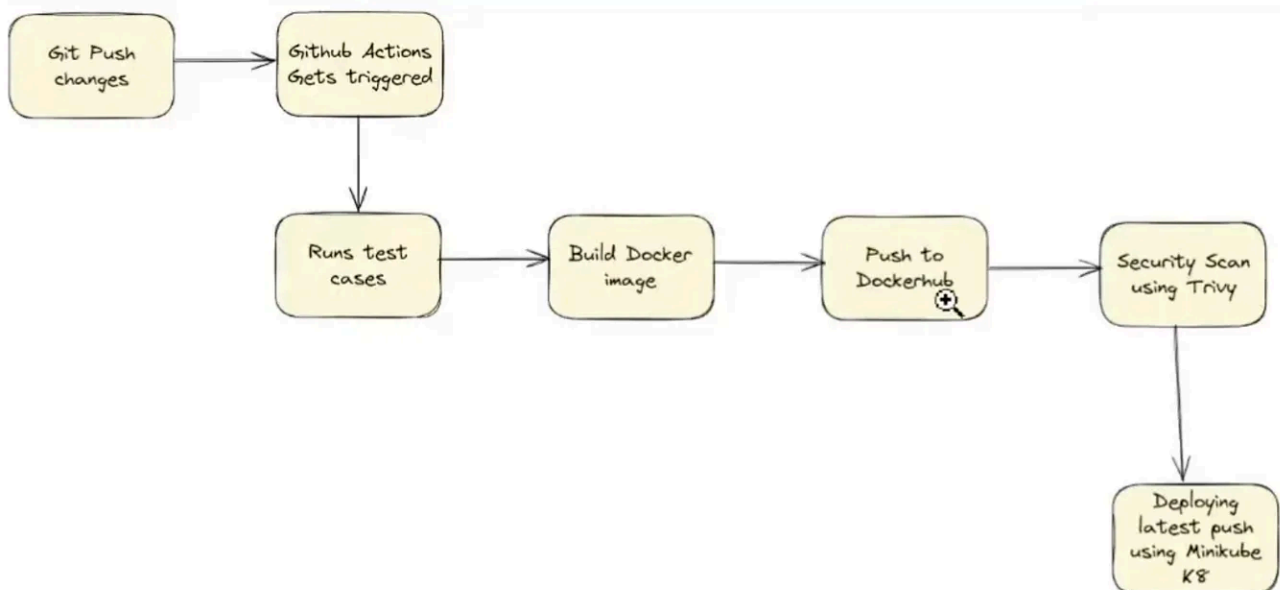 Git Push
changes
Github Actions
Gets triggered
Runs test
cases
Build Docker
image
Push to
Dockerhub
Security Scan
using Trivy
Deploying
latest push
using Minikube
K8